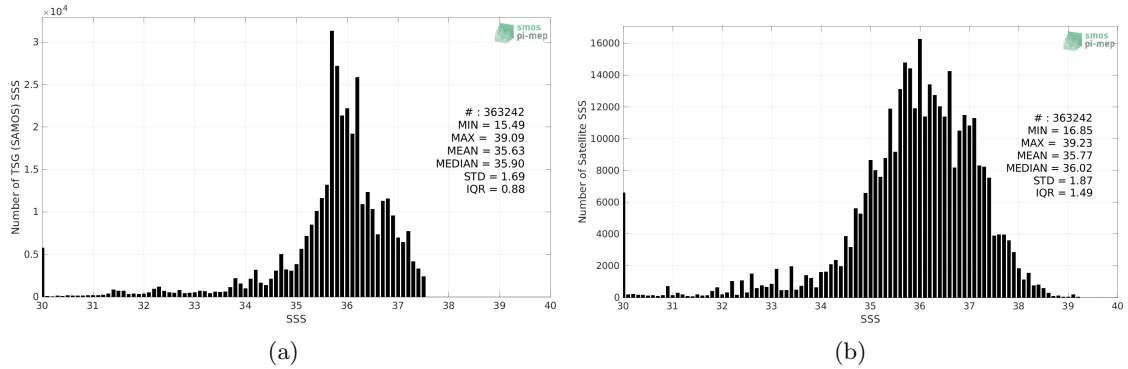 ×10⁴
3
2.5
2
1.5
1
0.5
0
Number of TSG (SAMOS) SSS
smos
pi-mep
# : 363242
MIN = 15.49
MAX = 39.09
MEAN = 35.63
MEDIAN = 35.90
STD = 1.69
IQR = 0.88
30 31 32 33 34 35 36 37 38 39 40
SSS
(a)
16000
14000
12000
10000
8000
6000
4000
2000
0
Number of Satellite SSS
smos
pi-mep
# : 363242
MIN = 16.85
MAX = 39.23
MEAN = 35.77
MEDIAN = 36.02
STD = 1.87
IQR = 1.49
30 31 32 33 34 35 36 37 38 39 40
SSS
(b)